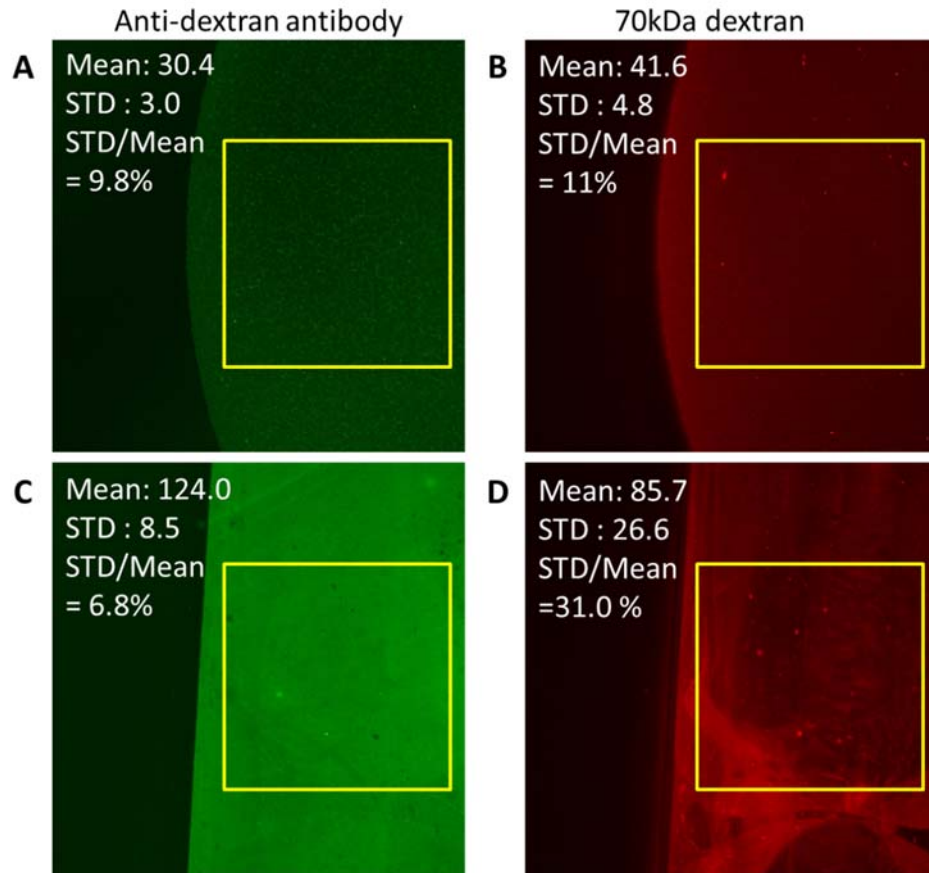 Anti-dextran antibody
70kDa dextran
A
Mean: 30.4
STD : 3.0
STD/Mean
= 9.8%
B
Mean: 41.6
STD : 4.8
STD/Mean
= 11%
C
Mean: 124.0
STD : 8.5
STD/Mean
= 6.8%
D
Mean: 85.7
STD : 26.6
STD/Mean
=31.0 %